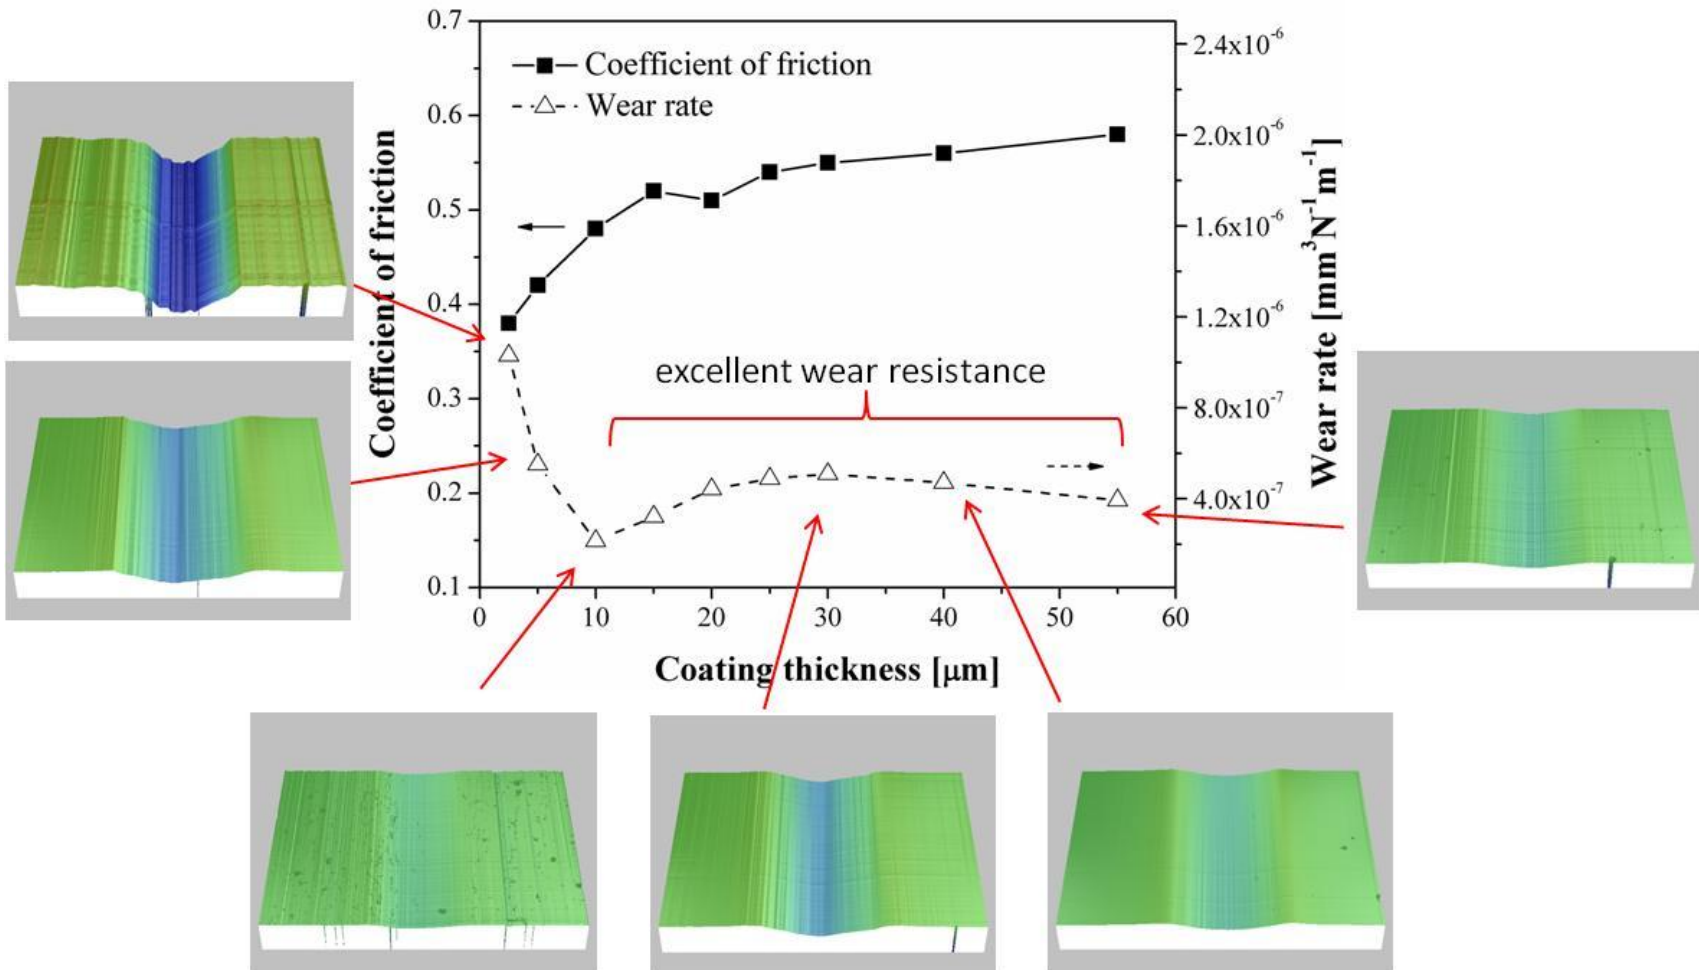 0.7
0.6
0.5
0.4
0.3
0.2
0.1
Coefficient of friction
Coefficient of friction
Wear rate
excellent wear resistance
2.4x10⁻⁶
2.0x10⁻⁶
1.6x10⁻⁶
1.2x10⁻⁶
8.0x10⁻⁷
4.0x10⁻⁷
Wear rate [mm³N⁻¹m⁻¹]
0 10 20 30 40 50 60
Coating thickness [μm]